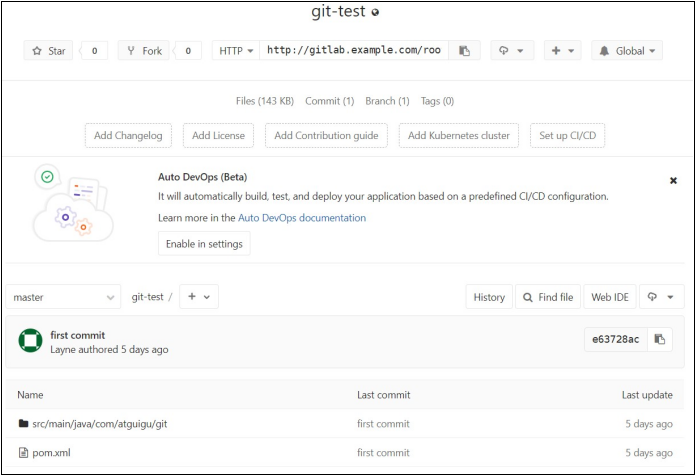 git-test
Star 0 Fork 0 HTTP http://gitlab.example.com/roo Global
Files (143 KB) Commit (1) Branch (1) Tags (0)
Add Changelog Add License Add Contribution guide Add Kubernetes cluster Set up CI/CD
Auto DevOps (Beta)
It will automatically build, test, and deploy your application based on a predefined CI/CD configuration.
Learn more in the Auto DevOps documentation
Enable in settings
master git-test / + History Find file Web IDE
first commit
Layne authored 5 days ago
e63728ac
Name Last commit Last update
src/main/java/com/atguigu/git first commit 5 days ago
pom.xml first commit 5 days ago